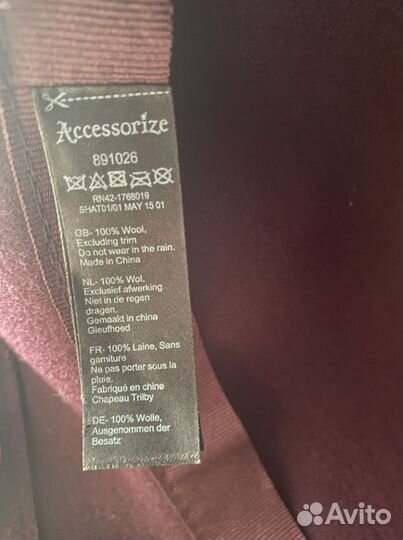 Accessorize
891026
RN42-1768019
SHAT01/01 MAY 15 01
GB- 100% Wool,
Excluding trim
Do not wear in the rain.
Made in China
NL- 100% Wol,
Exclusief afwerking
Niet in de regen
dragen.
Gemaakt in china
Gleufhoed
FR- 100% Laine, Sans
garniture
Ne pas porter sous la
pluie.
Fabriqué en chine
Chapeau Trilby
DE- 100% Wolle,
Ausgenommen der
Besatz
Avito